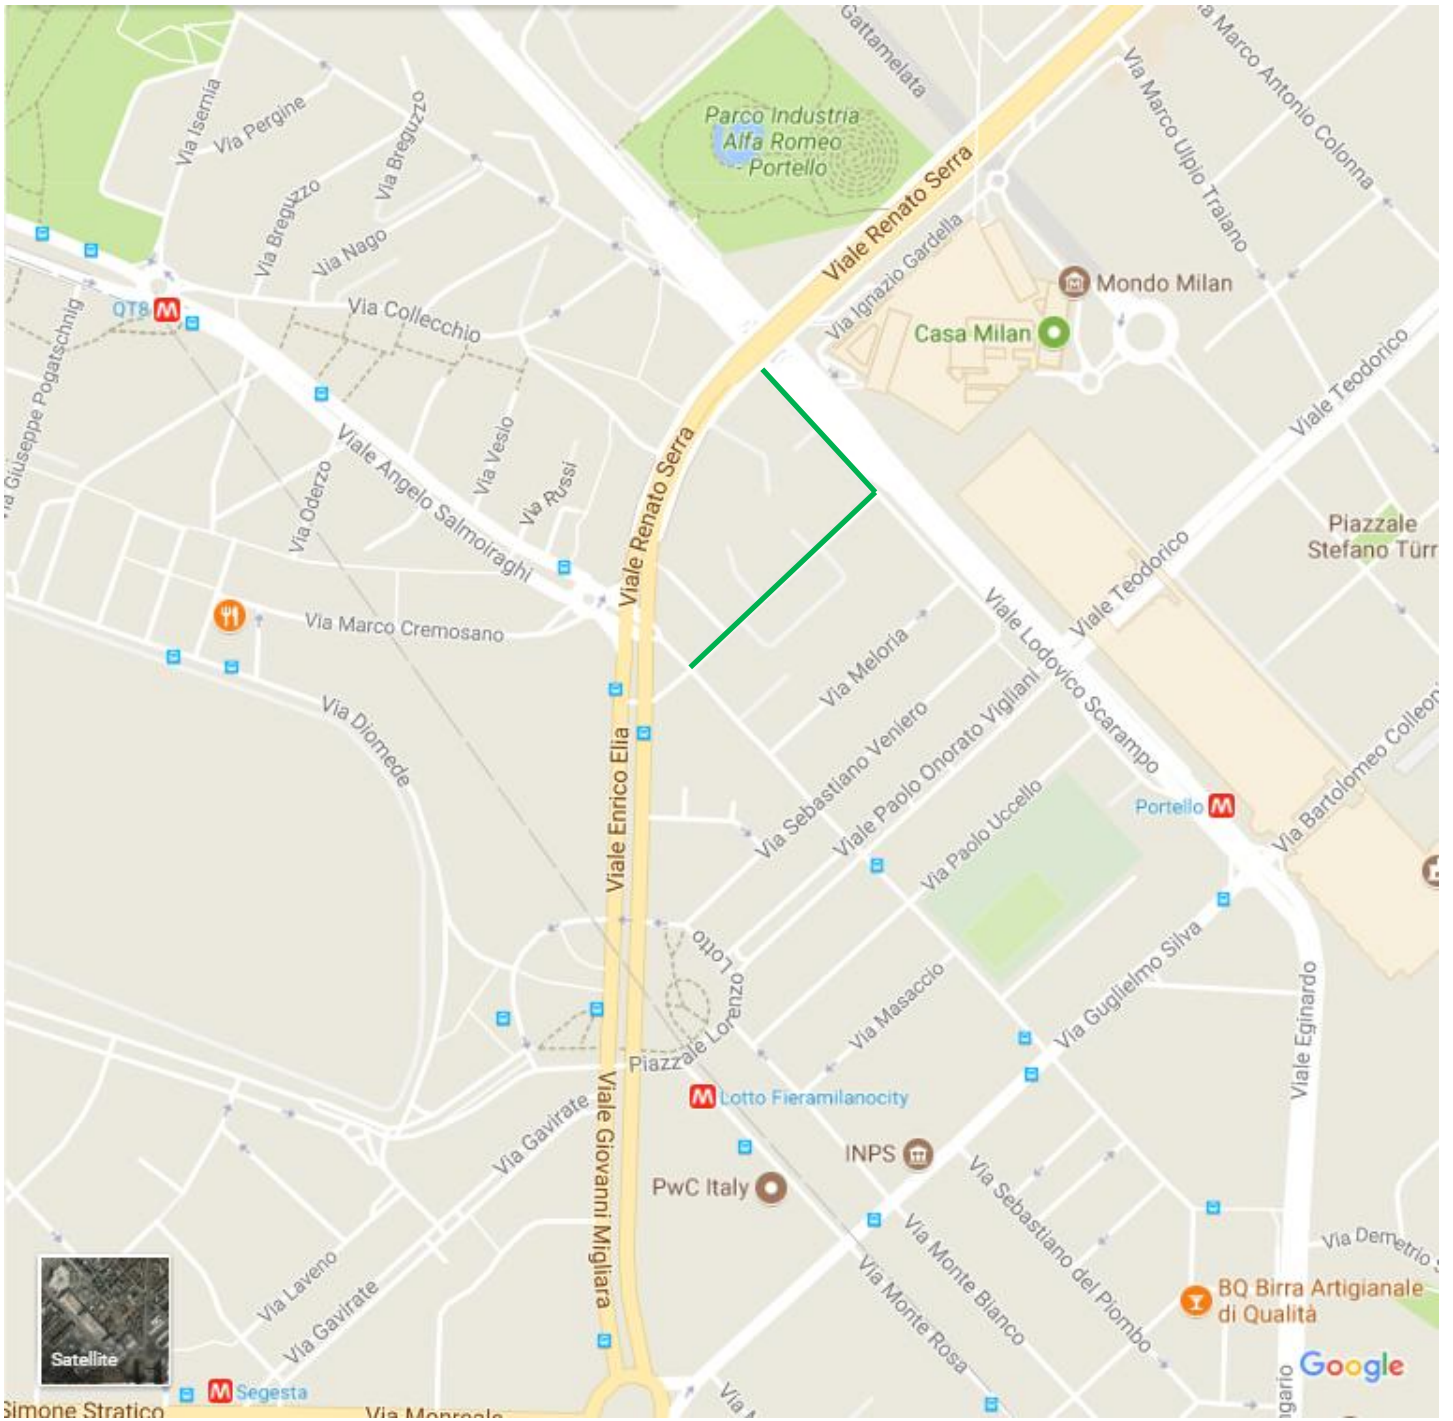 Gattamelata
Via Marco Antonio Colonna
Via Marco Ulpio Traiano
Via Isernia
Via Pergine
Via Breguzzo
Parco Industria
Alfa Romeo
Portello
Viale Renato Serra
Via Breguzzo
Via Nago
Via Ignazio Gardella
Mondo Milan
QT8
Via Collecchio
Casa Milan
Via Giuseppe Pogatschnig
Viale Teodorico
Via Vesio
Viale Angelo Salmoiraghi
Via Russi
Via Oderzo
Viale Renato Serra
Piazzale
Stefano Türr
Viale Teodorico
Via Marco Cremosano
Viale Lodovico Scarampo
Via Meloria
Via Diomede
Via Sebastiano Veniero
Viale Paolo Onorato Vigliani
Via Bartolomeo Colleoni
Viale Enrico Elia
Via Paolo Uccello
Portello
Lotto
Piazzale Lorenzo
Via Masaccio
Via Guglielmo Silva
Viale Eginardo
Lotto Fieramilanocity
Via Gavirate
Viale Giovanni Migliara
INPS
PwC Italy
Via Sebastiano del Piombo
Via Monte Bianco
Via Demetrio
Via Laveno
Via Gavirate
Via Monte Rosa
BQ Birra Artigianale
di Qualità
Satellite
Google
Segesta
Simone Stratico
Via Monreale
Via
ngario